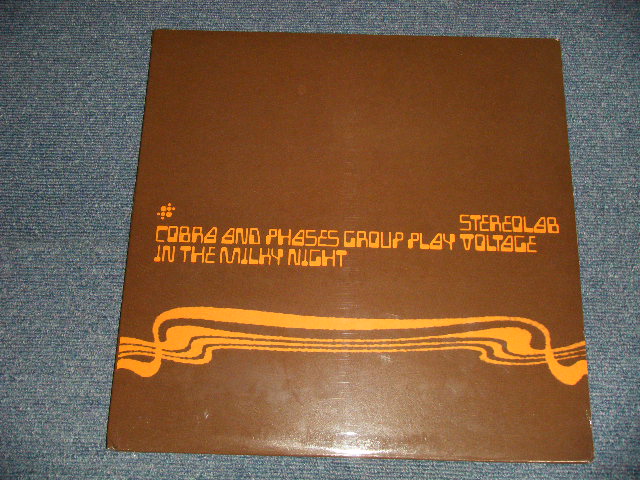 STEREOLAB
COBRA AND PHASES GROUP PLAY VOLTAGE
IN THE MILKY NIGHT